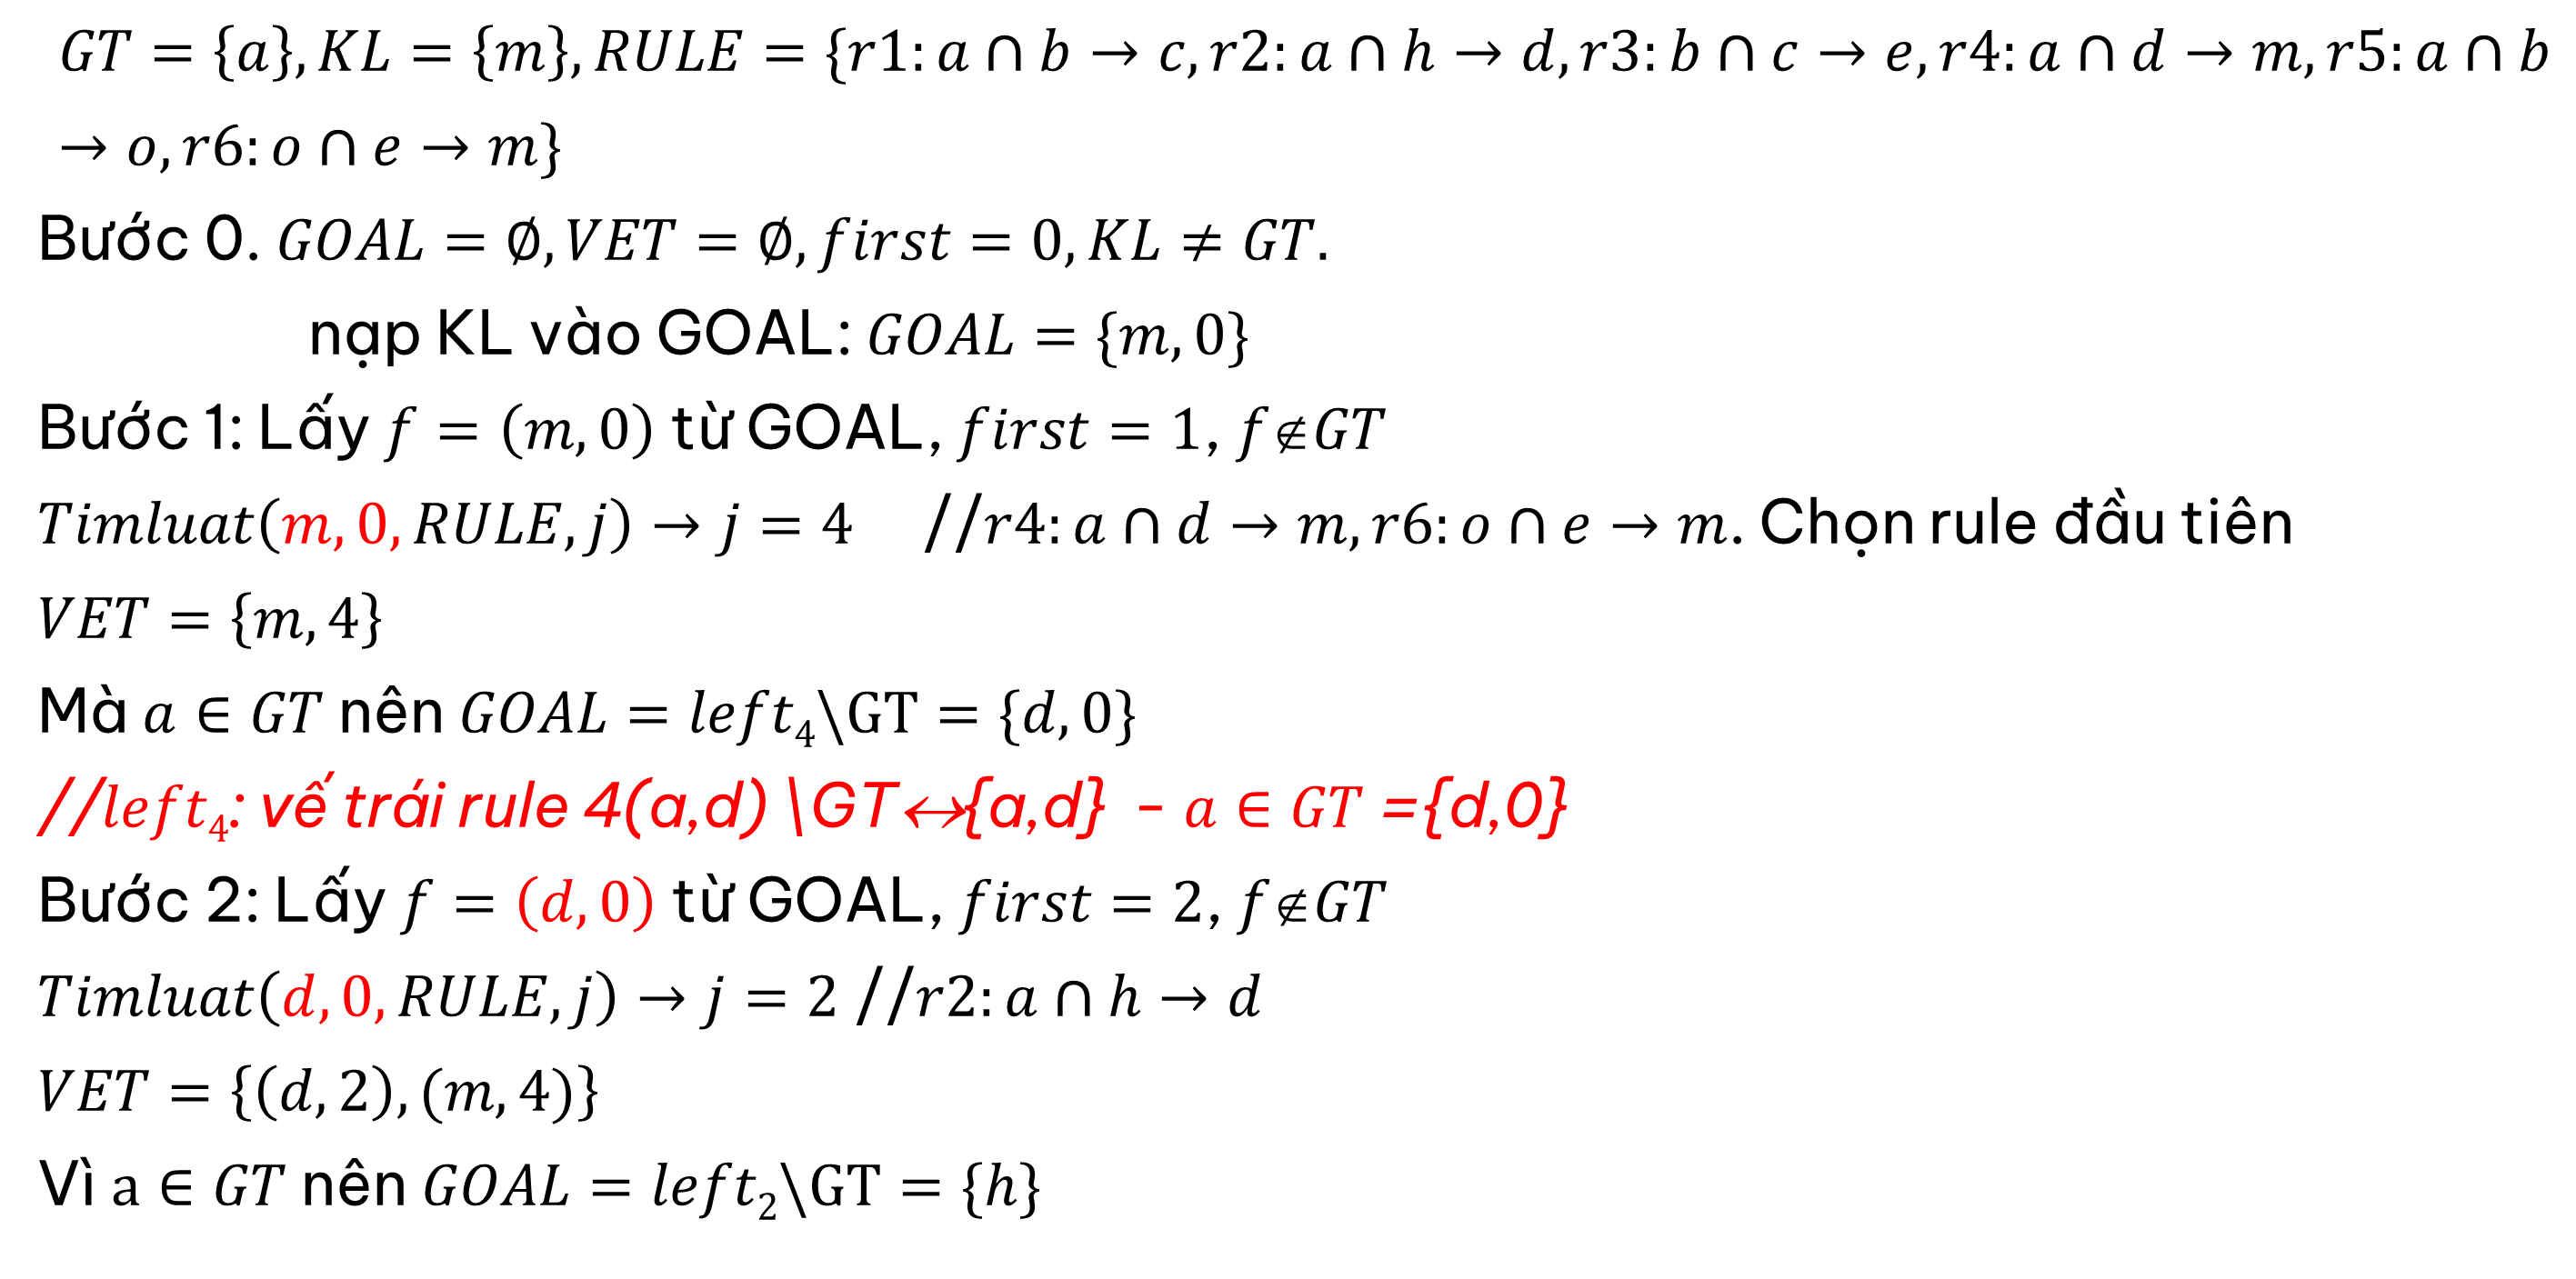 GT = {a}, KL = {m}, RULE = {r1: a ∩ b → c, r2: a ∩ h → d, r3: b ∩ c → e, r4: a ∩ d → m, r5: a ∩ b
→ o, r6: o ∩ e → m}
Bước 0. GOAL = ∅, VET = ∅, first = 0, KL ≠ GT.
nạp KL vào GOAL: GOAL = {m, 0}
Bước 1: Lấy f = (m, 0) từ GOAL, first = 1, f∉GT
Timluat(m, 0, RULE, j) → j = 4 //r4: a ∩ d → m, r6: o ∩ e → m. Chọn rule đầu tiên
VET = {m, 4}
Mà a ∈ GT nên GOAL = left₄\GT = {d, 0}
//left₄: vế trái rule 4(a,d) \GT↔{a,d} - a ∈ GT ={d,0}
Bước 2: Lấy f = (d, 0) từ GOAL, first = 2, f∉GT
Timluat(d, 0, RULE, j) → j = 2 //r2: a ∩ h → d
VET = {(d, 2), (m, 4)}
Vì a ∈ GT nên GOAL = left₂\GT = {h}